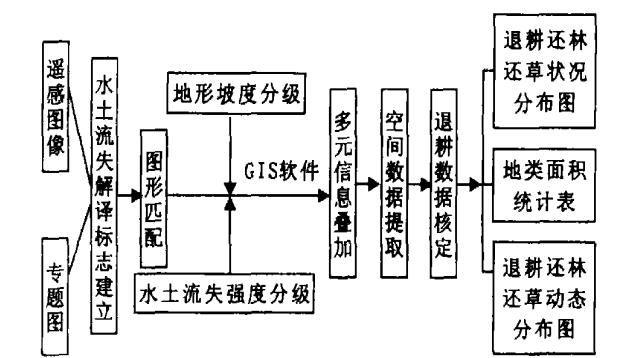 遥感图像
专题图
水土流失解译标志建立
图形匹配
地形坡度分级
水土流失强度分级
GIS软件
多元信息叠加
空间数据提取
退耕数据核定
退耕还林
还草状况
分布图
地类面积
统计表
退耕还林
还草动态
分布图